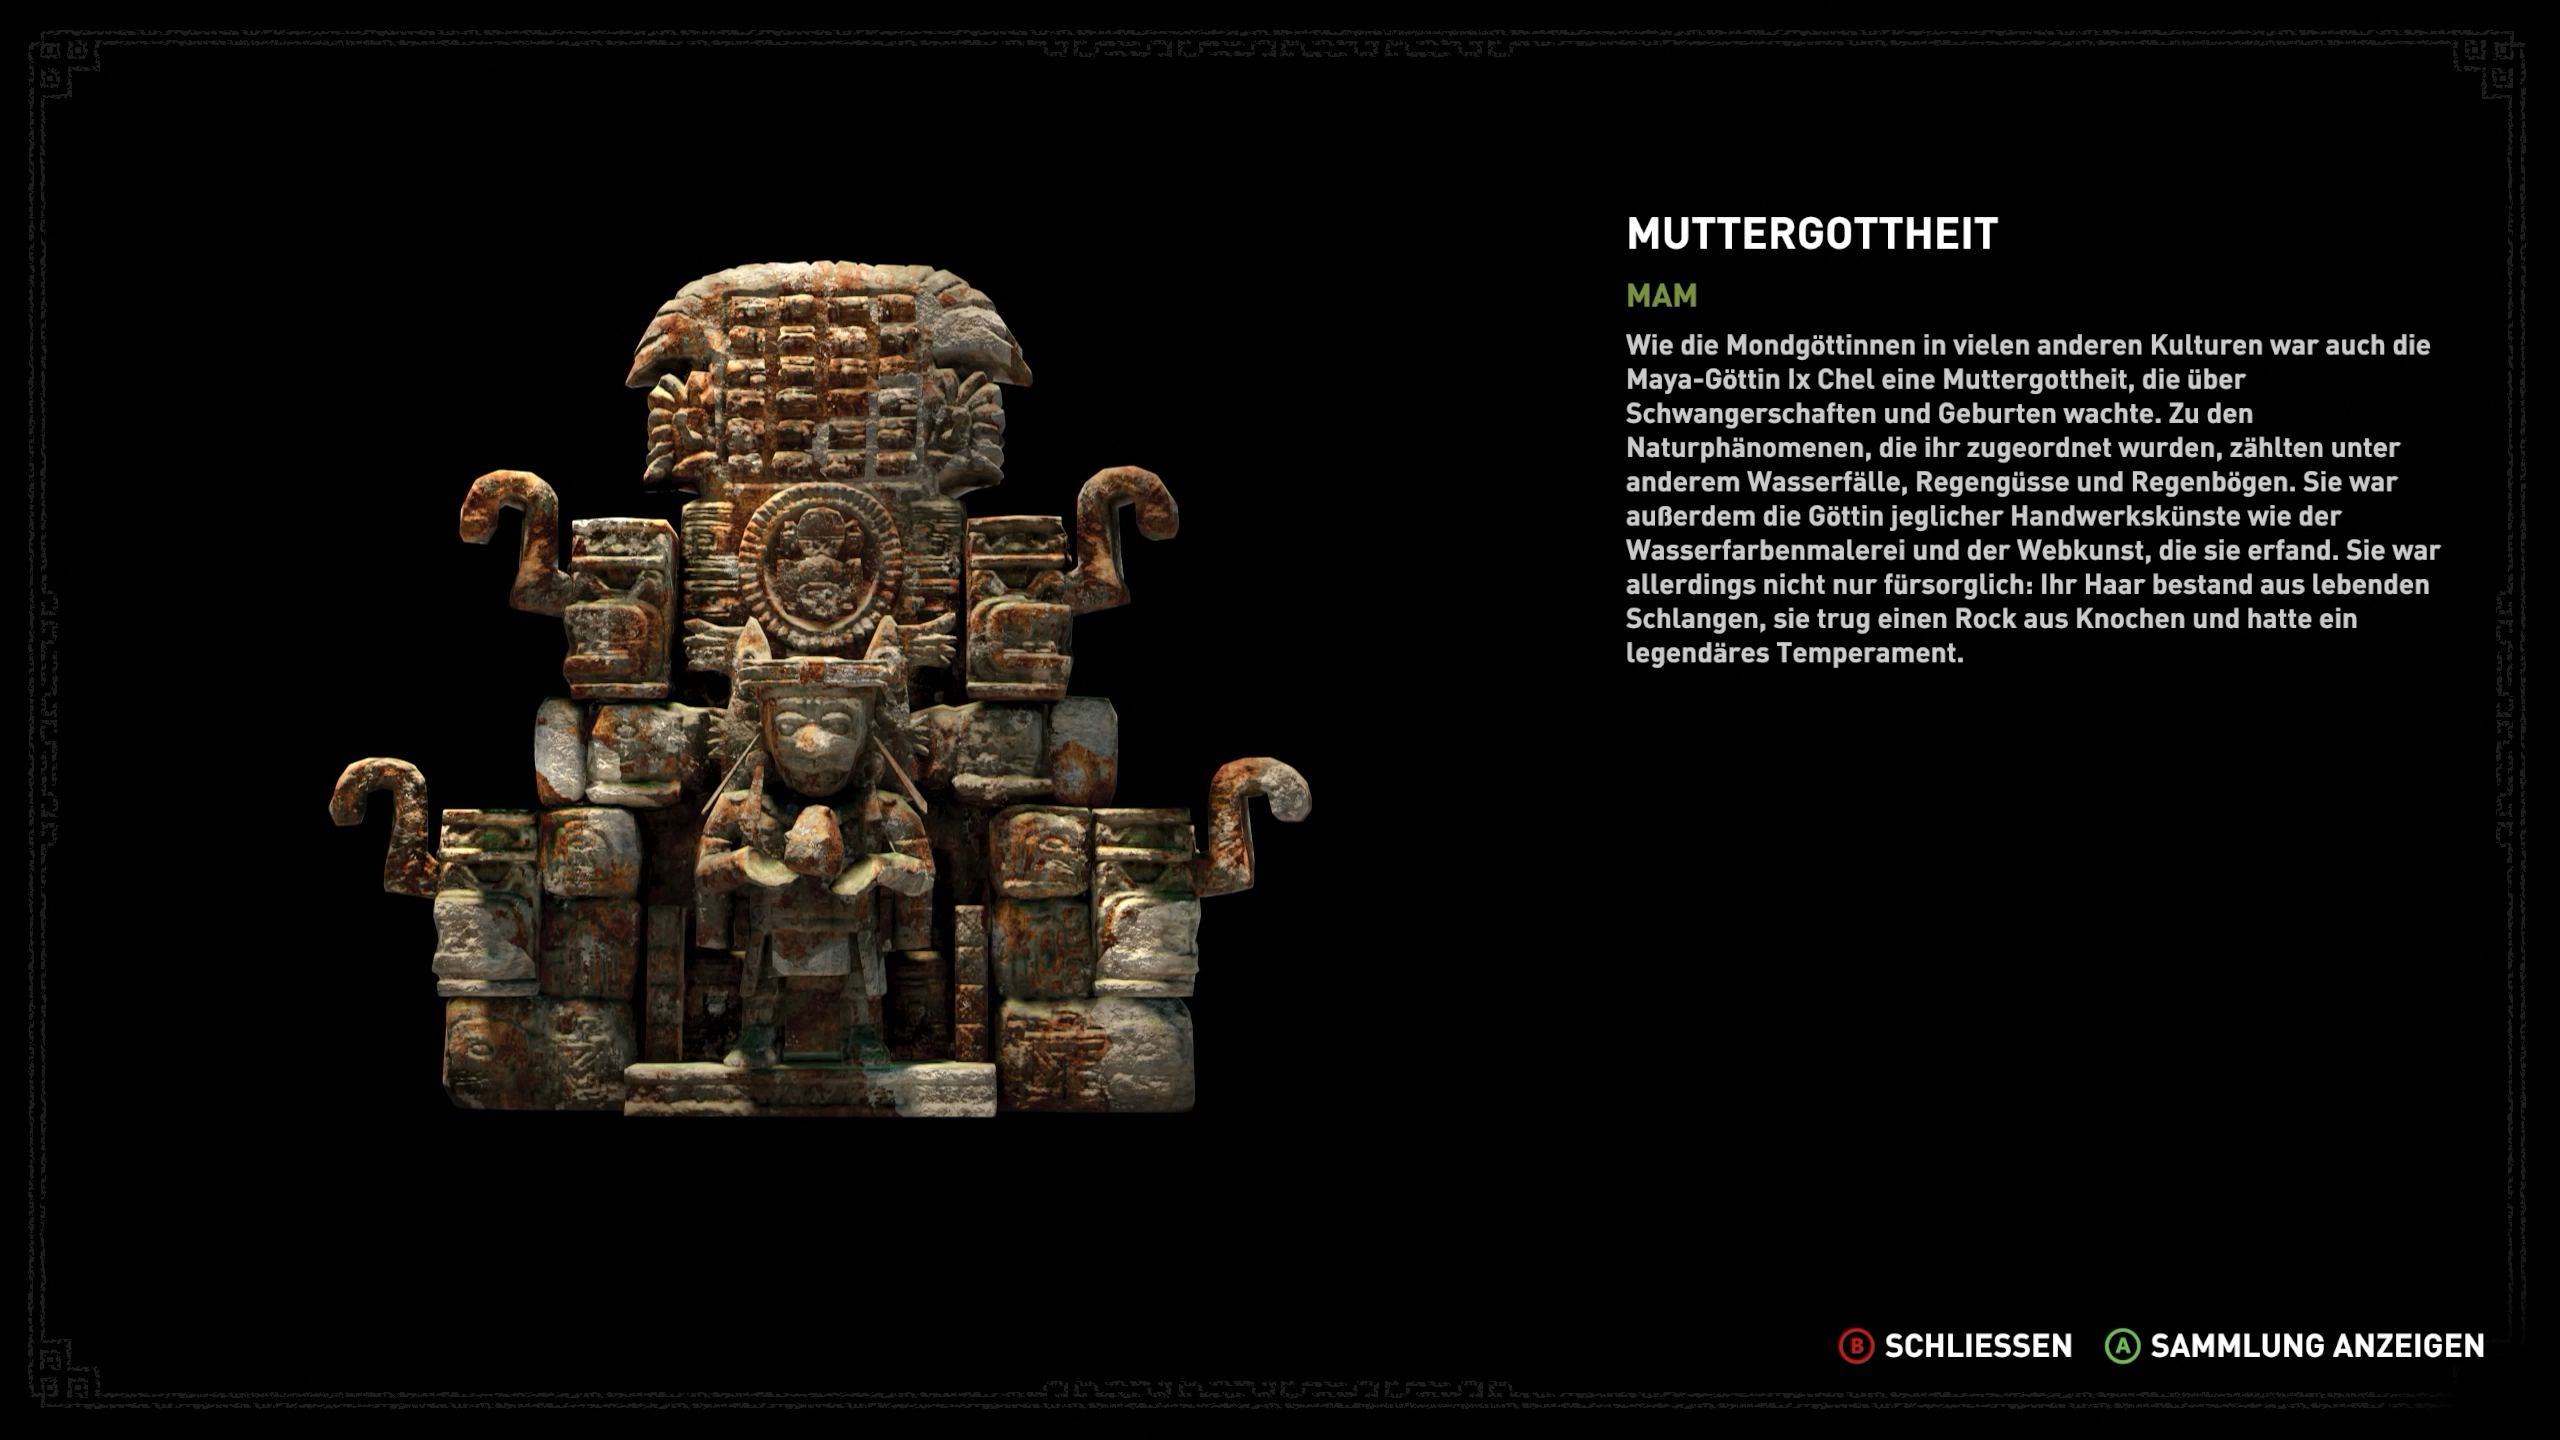 MUTTERGOTTHEIT
MAM
Wie die Mondgöttinnen in vielen anderen Kulturen war auch die
Maya-Göttin Ix Chel eine Muttergottheit, die über
Schwangerschaften und Geburten wachte. Zu den
Naturphänomenen, die ihr zugeordnet wurden, zählten unter
anderem Wasserfälle, Regengüsse und Regenbögen. Sie war
außerdem die Göttin jeglicher Handwerkskünste wie der
Wasserfarbenmalerei und der Webkunst, die sie erfand. Sie war
allerdings nicht nur fürsorglich: Ihr Haar bestand aus lebenden
Schlangen, sie trug einen Rock aus Knochen und hatte ein
legendäres Temperament.
B SCHLIESSEN A SAMMLUNG ANZEIGEN